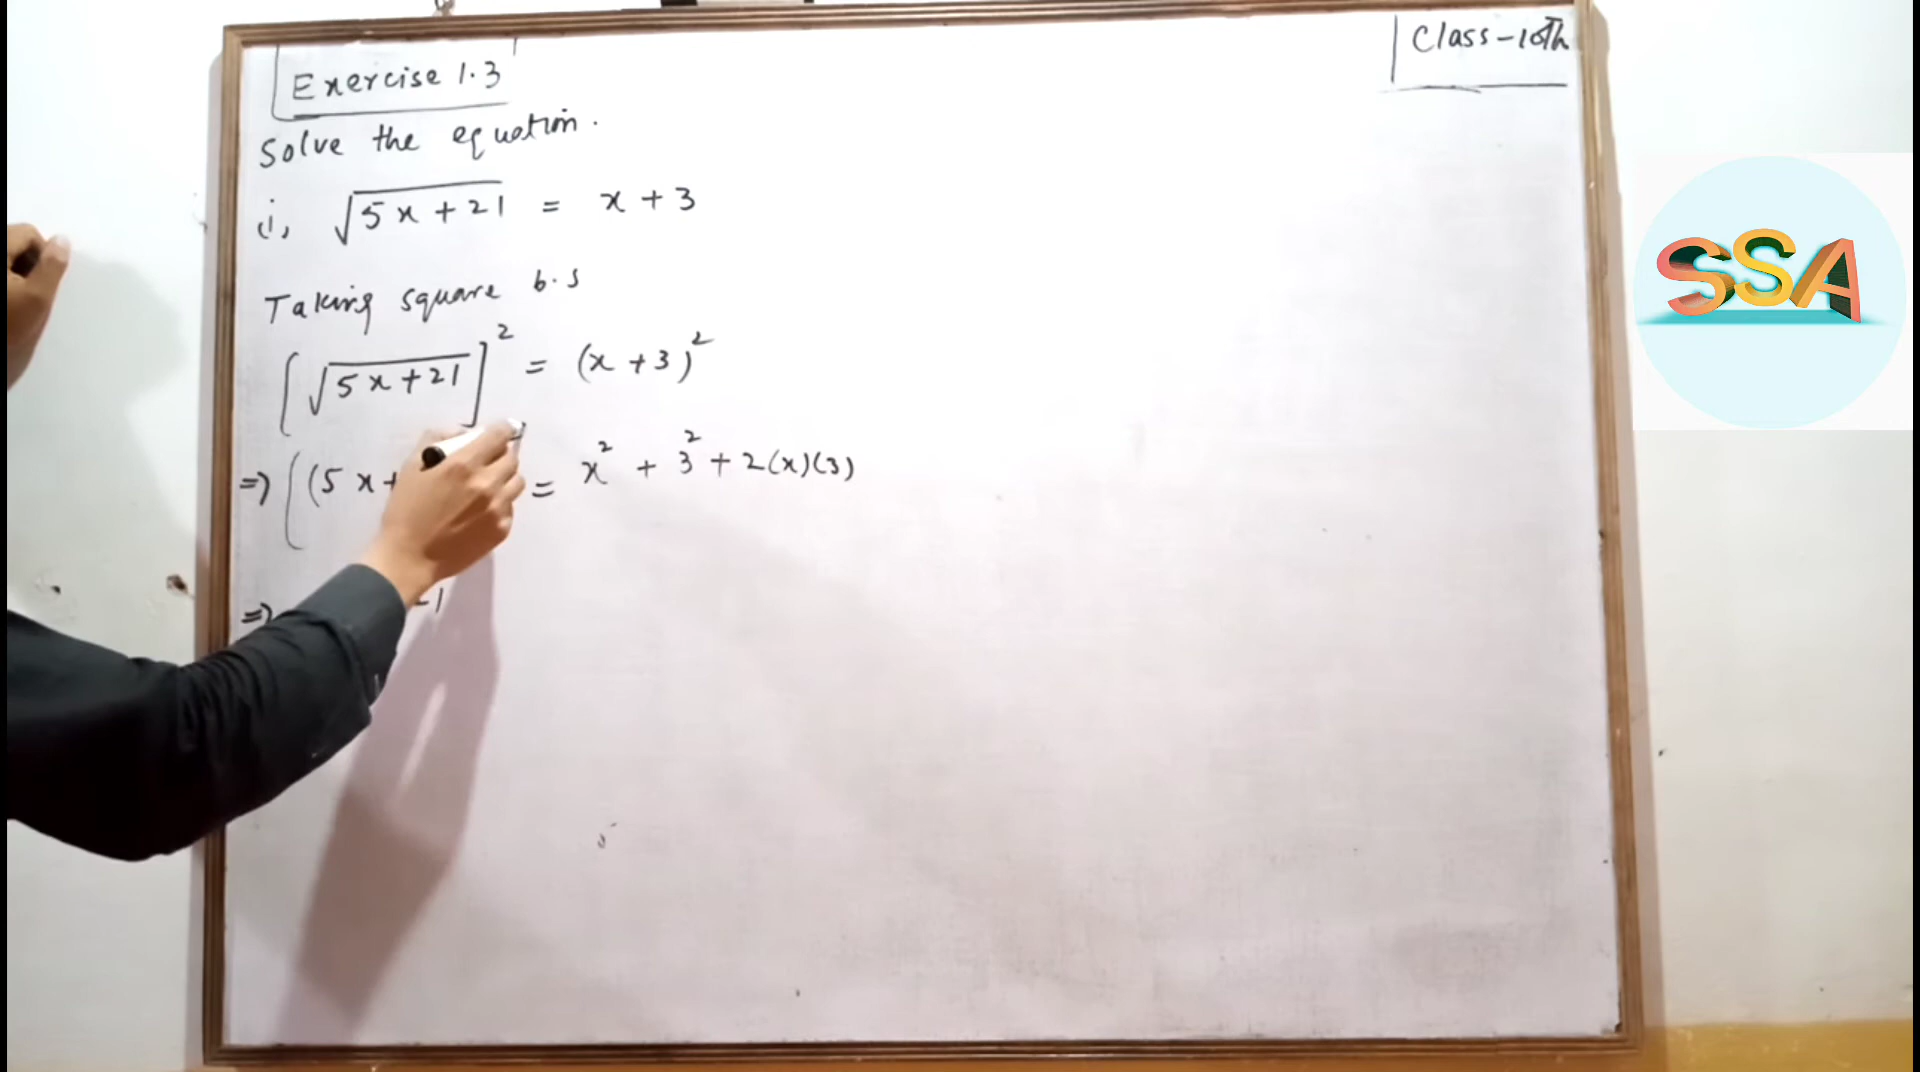 Exercise 1.3
Class-10th
Solve the equation.
i, √5x+21 = x+3
Taking square b.s
[√5x+21]² = (x+3)²
=> [(5x+ = x² + 3² + 2(x)(3)
=>
SSA